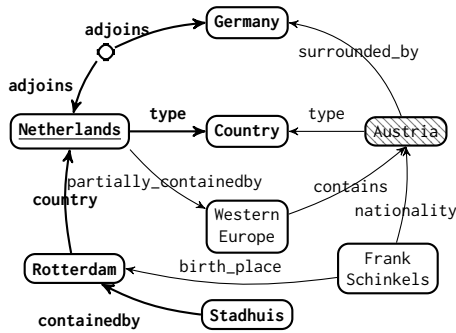 adjoins
Germany
surrounded_by
adjoins
type
type
Netherlands
Country
Austria
partially_containedby
contains
country
nationality
Western
Europe
birth_place
Frank
Schinkels
Rotterdam
Stadhuis
containedby